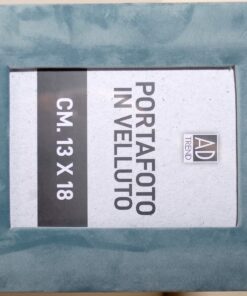 AD
TREND
PORTAFOTO
IN VELLUTO
CM. 13 X 18